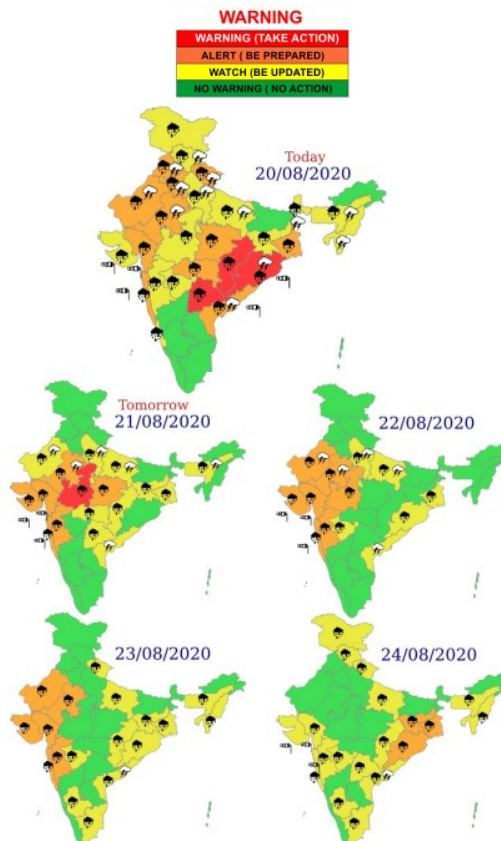 WARNING
WARNING (TAKE ACTION)
ALERT ( BE PREPARED)
WATCH (BE UPDATED)
NO WARNING ( NO ACTION)
Today
20/08/2020
Tomorrow
21/08/2020
22/08/2020
23/08/2020
24/08/2020